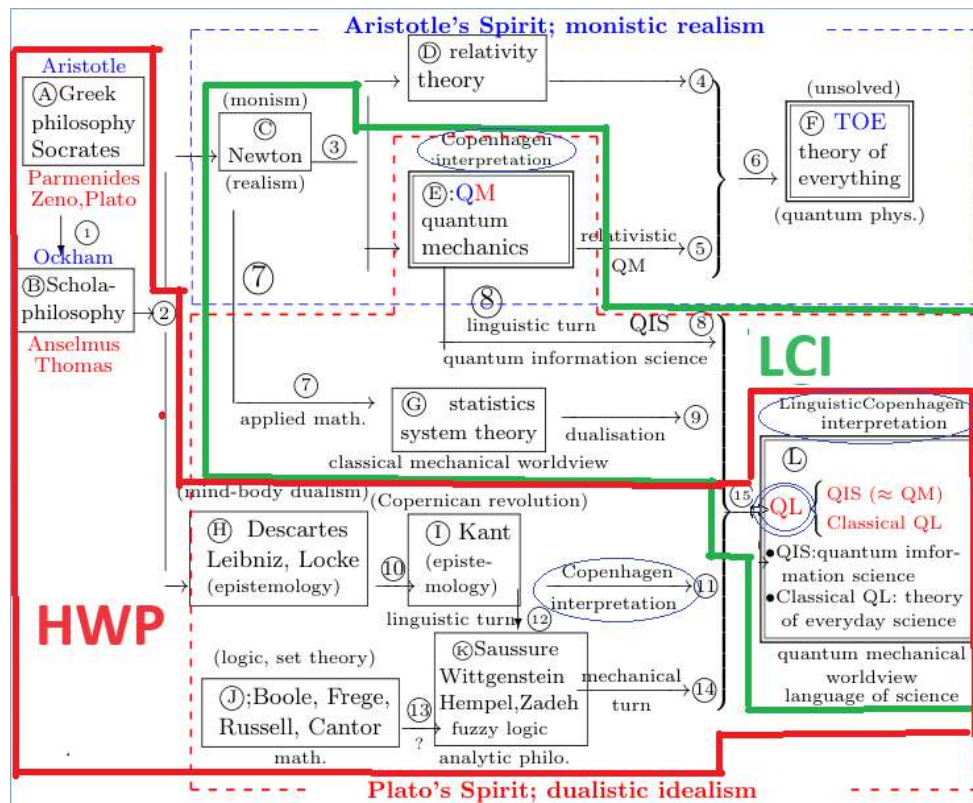 Aristotle's Spirit; monistic realism
Aristotle
Ⓐ Greek
philosophy
Socrates
Parmenides
Zeno,Plato
①
Ockham
Ⓑ Schola-
philosophy
②
Anselmus
Thomas
HWP
(monism)
Ⓒ
Newton
③
(realism)
Ⓓ relativity
theory
④
Copenhagen
interpretation
Ⓔ:QM
quantum
mechanics
relativistic
⑤
QM
(unsolved)
Ⓕ TOE
theory of
everything
⑥
(quantum phys.)
⑦
⑧
linguistic turn
QIS ⑧
quantum information science
LCI
⑦
applied math.
Ⓖ statistics
system theory
⑨
dualisation
classical mechanical worldview
LinguisticCopenhagen
interpretation
Ⓛ
⑮
QL
QIS (≈ QM)
Classical QL
•QIS:quantum imfor-
mation science
•Classical QL: theory
of everyday science
quantum mechanical
worldview
language of science
(mind-body dualism)
(Copernican revolution)
Ⓗ Descartes
Leibniz, Locke
(epistemology)
⑩
Ⓘ Kant
(episte-
mology)
Copenhagen
⑪
interpretation
linguistic turn
⑫
(logic, set theory)
Ⓙ;Boole, Frege,
Russell, Cantor
math.
⑬
?
ⓀSaussure
Wittgenstein
Hempel,Zadeh
fuzzy logic
analytic philo.
mechanical
⑭
turn
Plato's Spirit; dualistic idealism